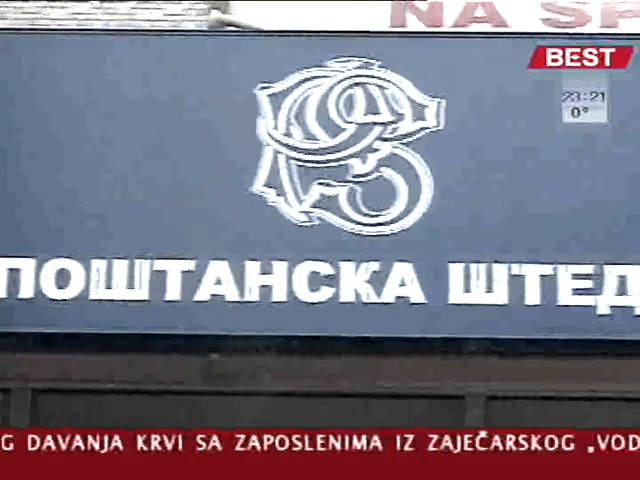 NA SP
BEST
23:21
0°
ПОШТАНСКА ШТЕД
G DAVANJA KRVI SA ZAPOSLENIMA IZ ZAJEČARSKOG „VOD